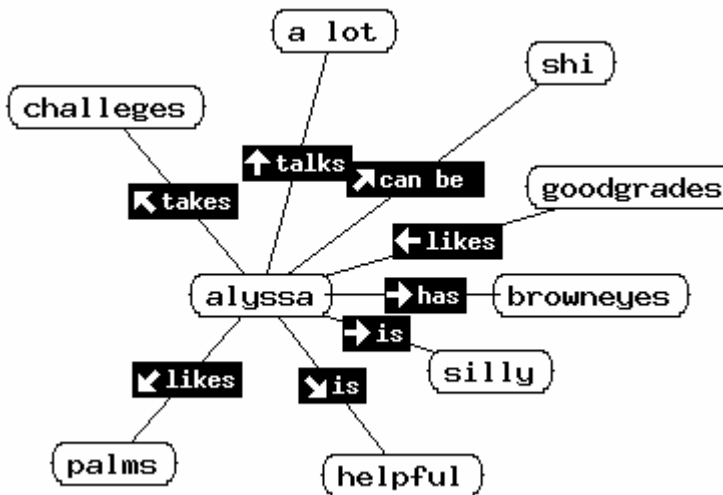 a lot
shi
challeges
talks
can be
goodgrades
takes
likes
alyssa
has
browneyes
is
silly
likes
is
palms
helpful